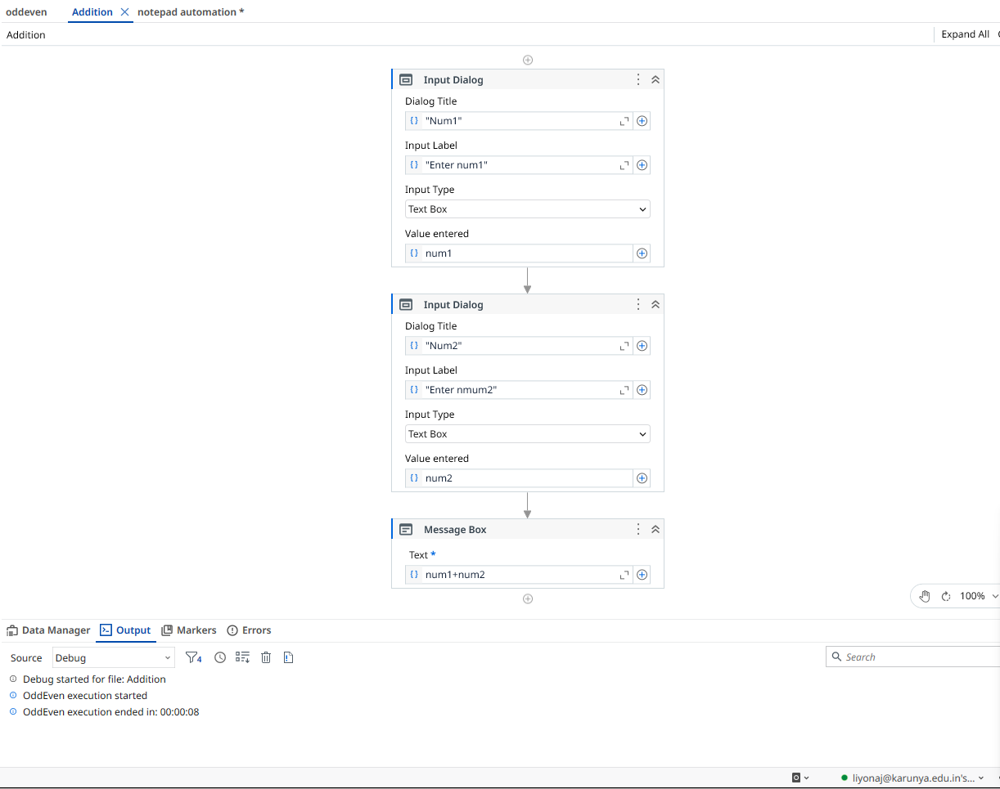 oddeven Addition notepad automation *
Addition Expand All
Input Dialog
Dialog Title
"Num1"
Input Label
"Enter num1"
Input Type
Text Box
Value entered
num1
Input Dialog
Dialog Title
"Num2"
Input Label
"Enter nmum2"
Input Type
Text Box
Value entered
num2
Message Box
Text *
num1+num2
100%
Data Manager Output Markers Errors
Source Debug 4 Search
Debug started for file: Addition
OddEven execution started
OddEven execution ended in: 00:00:08
liyonaj@karunya.edu.in's...